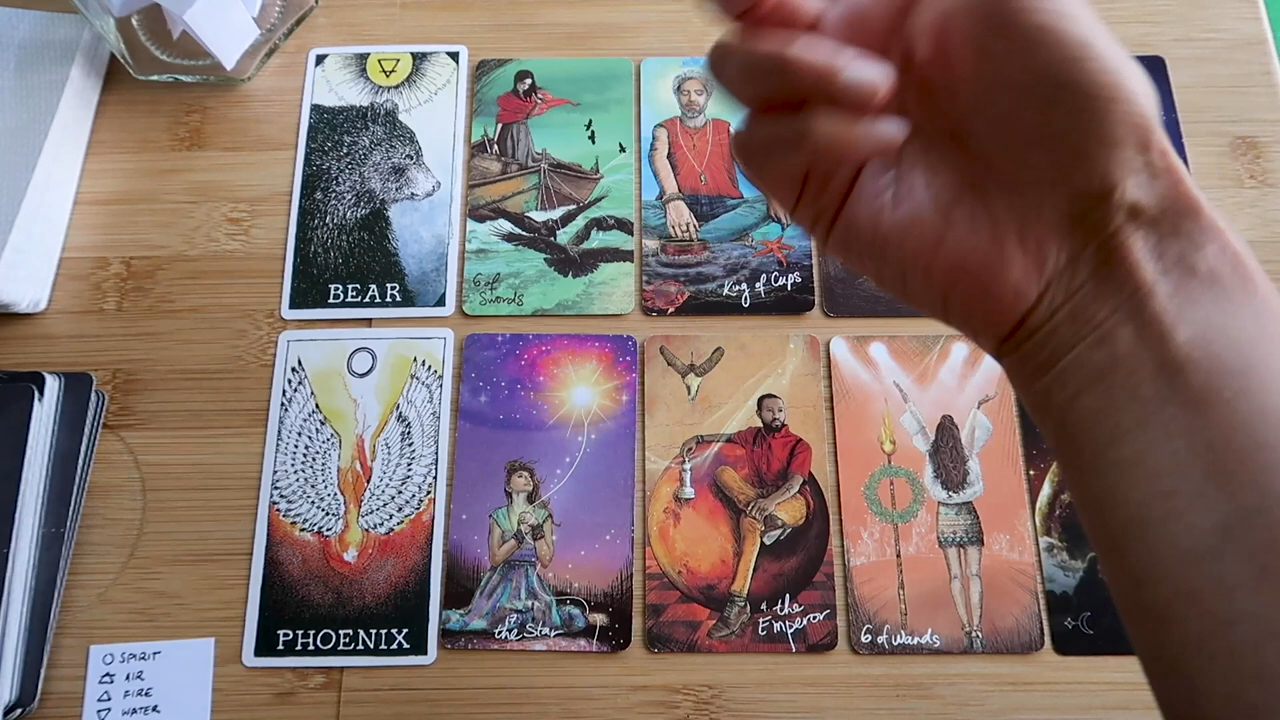 BEAR
6 of
Swords
King of Cups
PHOENIX
17.
the Star
4. the
Emperor
6 of Wands
SPIRIT
AIR
FIRE
WATER